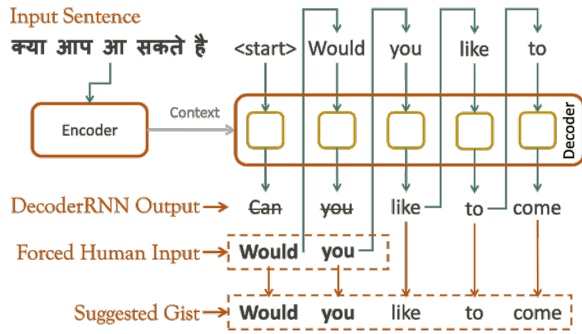 Input Sentence
क्या आप आ सकते है
<start> Would you like to
Encoder
Context
Decoder
DecoderRNN Output
Can you like to come
Forced Human Input
Would you
Suggested Gist
Would you like to come